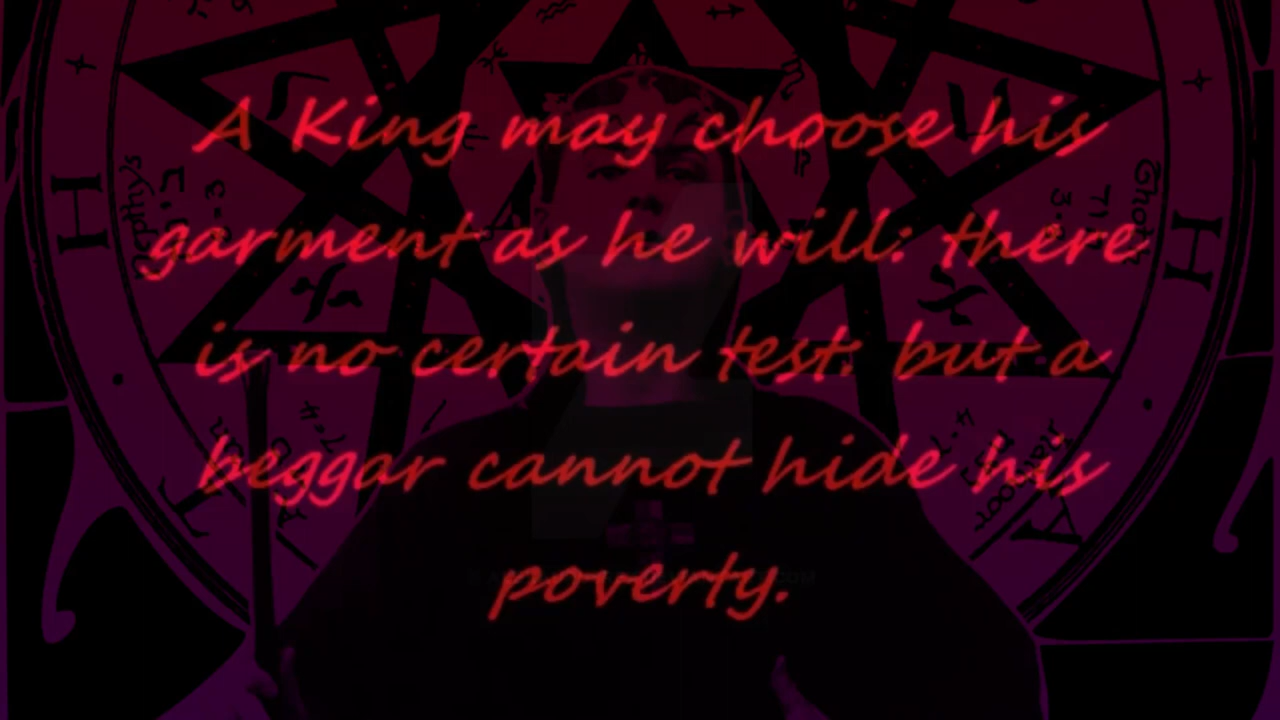 A King may choose his
garment as he will: there
is no certain test: but a
beggar cannot hide his
poverty.
H
H